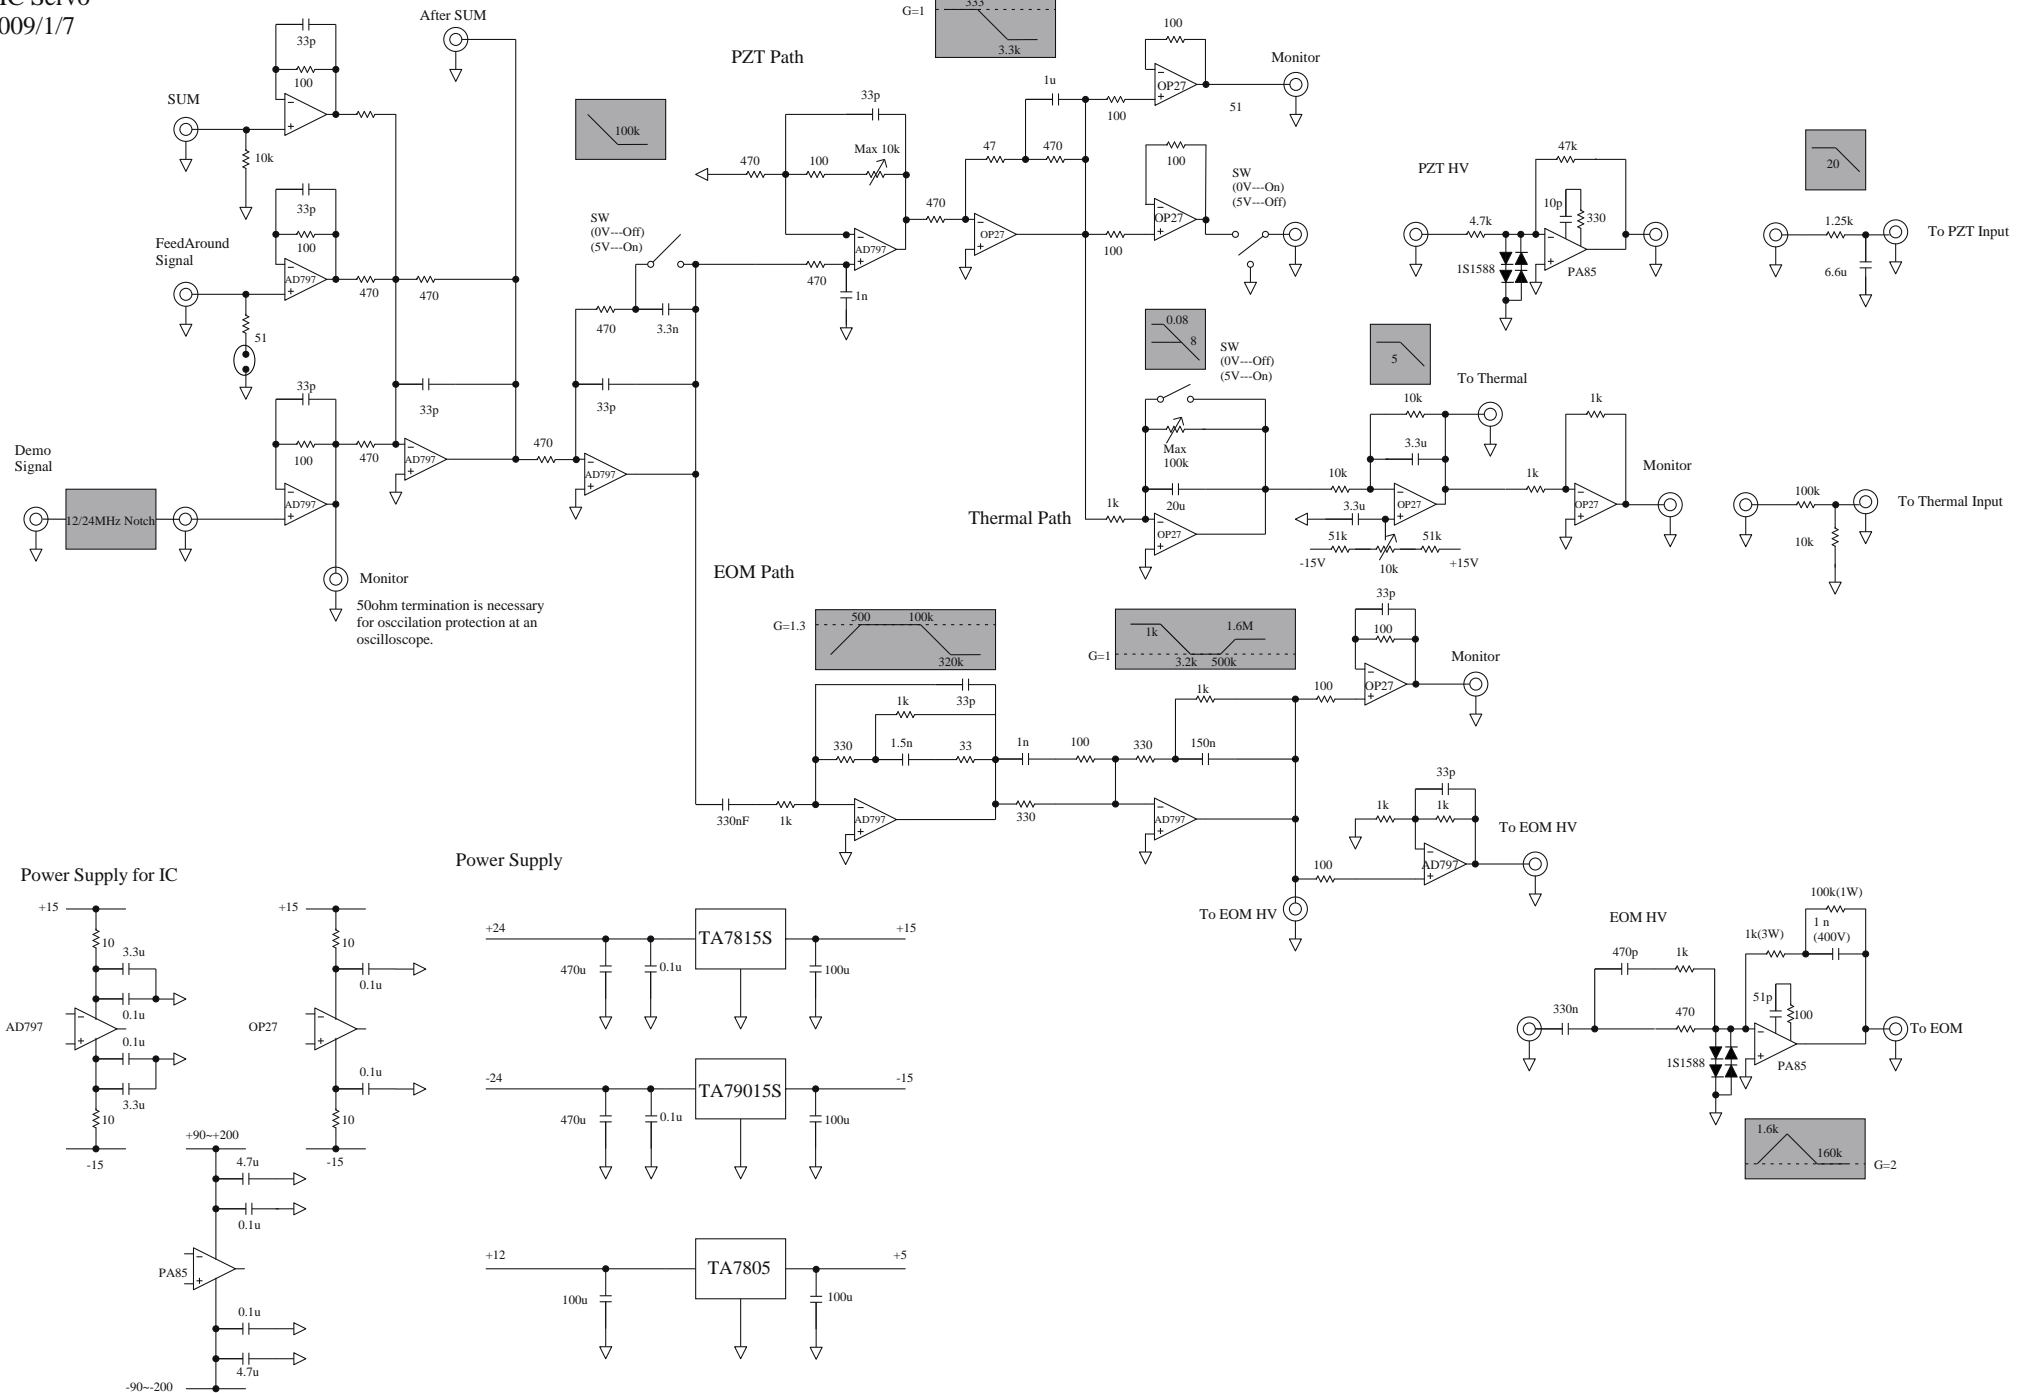 009/1/7
After SUM
33p
100
SUM
10k
33p
100
FeedAround
Signal
AD797
470
470
51
33p
100
470
33p
AD797
AD797
Demo
Signal
12/24MHz Notch
Monitor
50ohm termination is necessary
for osccilation protection at an
oscilloscope.
470
SW
(0V---Off)
(5V---On)
470
3.3n
33p
AD797
100k
PZT Path
G=1
333
3.3k
33p
470
100
Max 10k
470
1n
AD797
470
47
470
1u
OP27
100
100
OP27
51
Monitor
100
100
OP27
SW
(0V---On)
(5V---Off)
PZT HV
47k
4.7k
10p
330
1S1588
PA85
20
1.25k
6.6u
To PZT Input
0.08
8
SW
(0V---Off)
(5V---On)
Max
100k
20u
1k
OP27
Thermal Path
5
To Thermal
10k
3.3u
10k
3.3u
OP27
51k
51k
-15V
10k
+15V
1k
1k
OP27
Monitor
100k
10k
To Thermal Input
EOM Path
G=1.3
500
100k
320k
33p
1k
330
1.5n
33
330nF
1k
AD797
1n
100
330
330
G=1
1k
1.6M
3.2k
500k
1k
150n
AD797
33p
100
100
OP27
Monitor
33p
1k
1k
100
AD797
To EOM HV
To EOM HV
EOM HV
100k(1W)
1 n
(400V)
1k(3W)
470p
1k
330n
470
51p
100
1S1588
PA85
To EOM
1.6k
160k
G=2
Power Supply for IC
+15
10
3.3u
0.1u
AD797
0.1u
3.3u
10
-15
+15
10
0.1u
OP27
0.1u
10
-15
+90~+200
4.7u
0.1u
PA85
0.1u
4.7u
-90~-200
Power Supply
+24
470u
0.1u
TA7815S
100u
+15
-24
470u
0.1u
TA79015S
100u
-15
+12
100u
TA7805
100u
+5